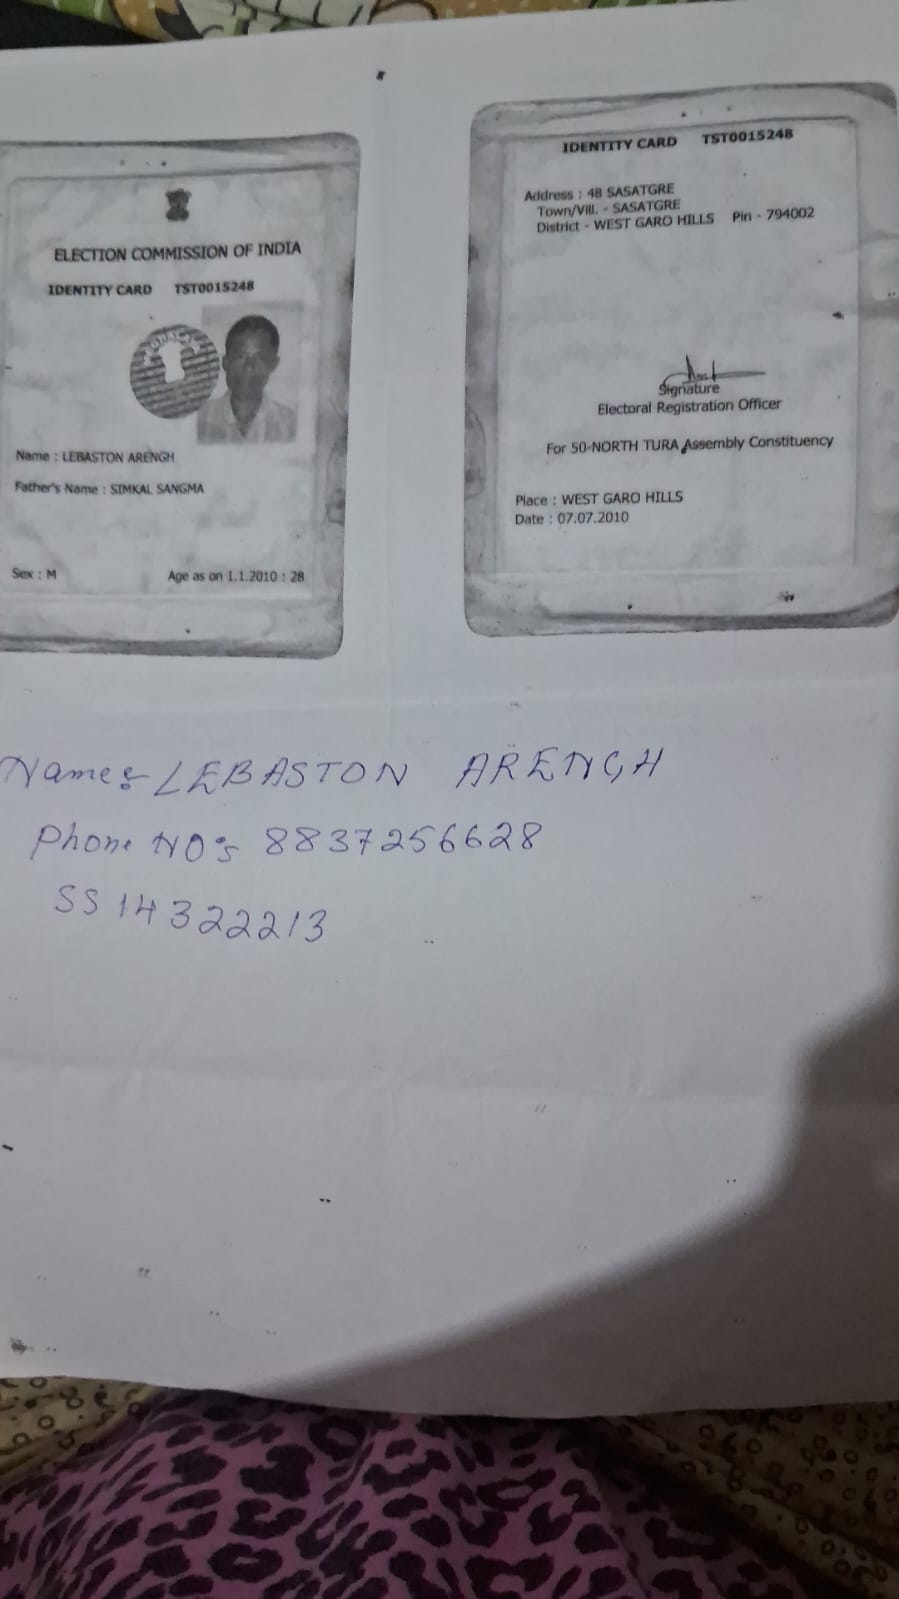 ELECTION COMMISSION OF INDIA
IDENTITY CARD TST0015248
Name : LEBASTON ARENGH
Father's Name : SIMKAL SANGMA
Sex : M Age as on 1.1.2010 : 28
IDENTITY CARD TST0015248
Address : 48 SASATGRE
Town/Vill. - SASATGRE
District - WEST GARO HILLS Pin - 794002
Signature
Electoral Registration Officer
For 50-NORTH TURA Assembly Constituency
Place : WEST GARO HILLS
Date : 07.07.2010
Name:- LEBASTON ARENGH
Phone NO:- 8837256628
SS14322213